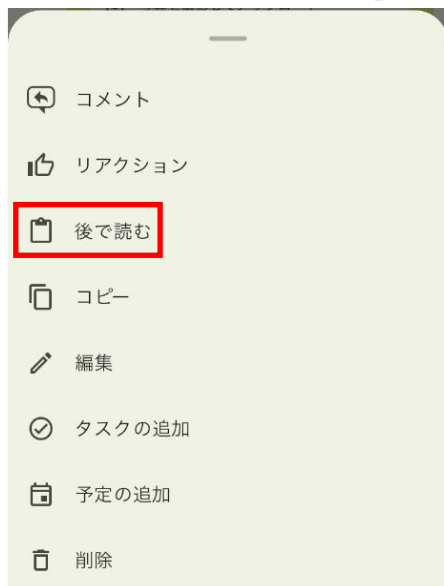 コメント
リアクション
後で読む
コピー
編集
タスクの追加
予定の追加
削除